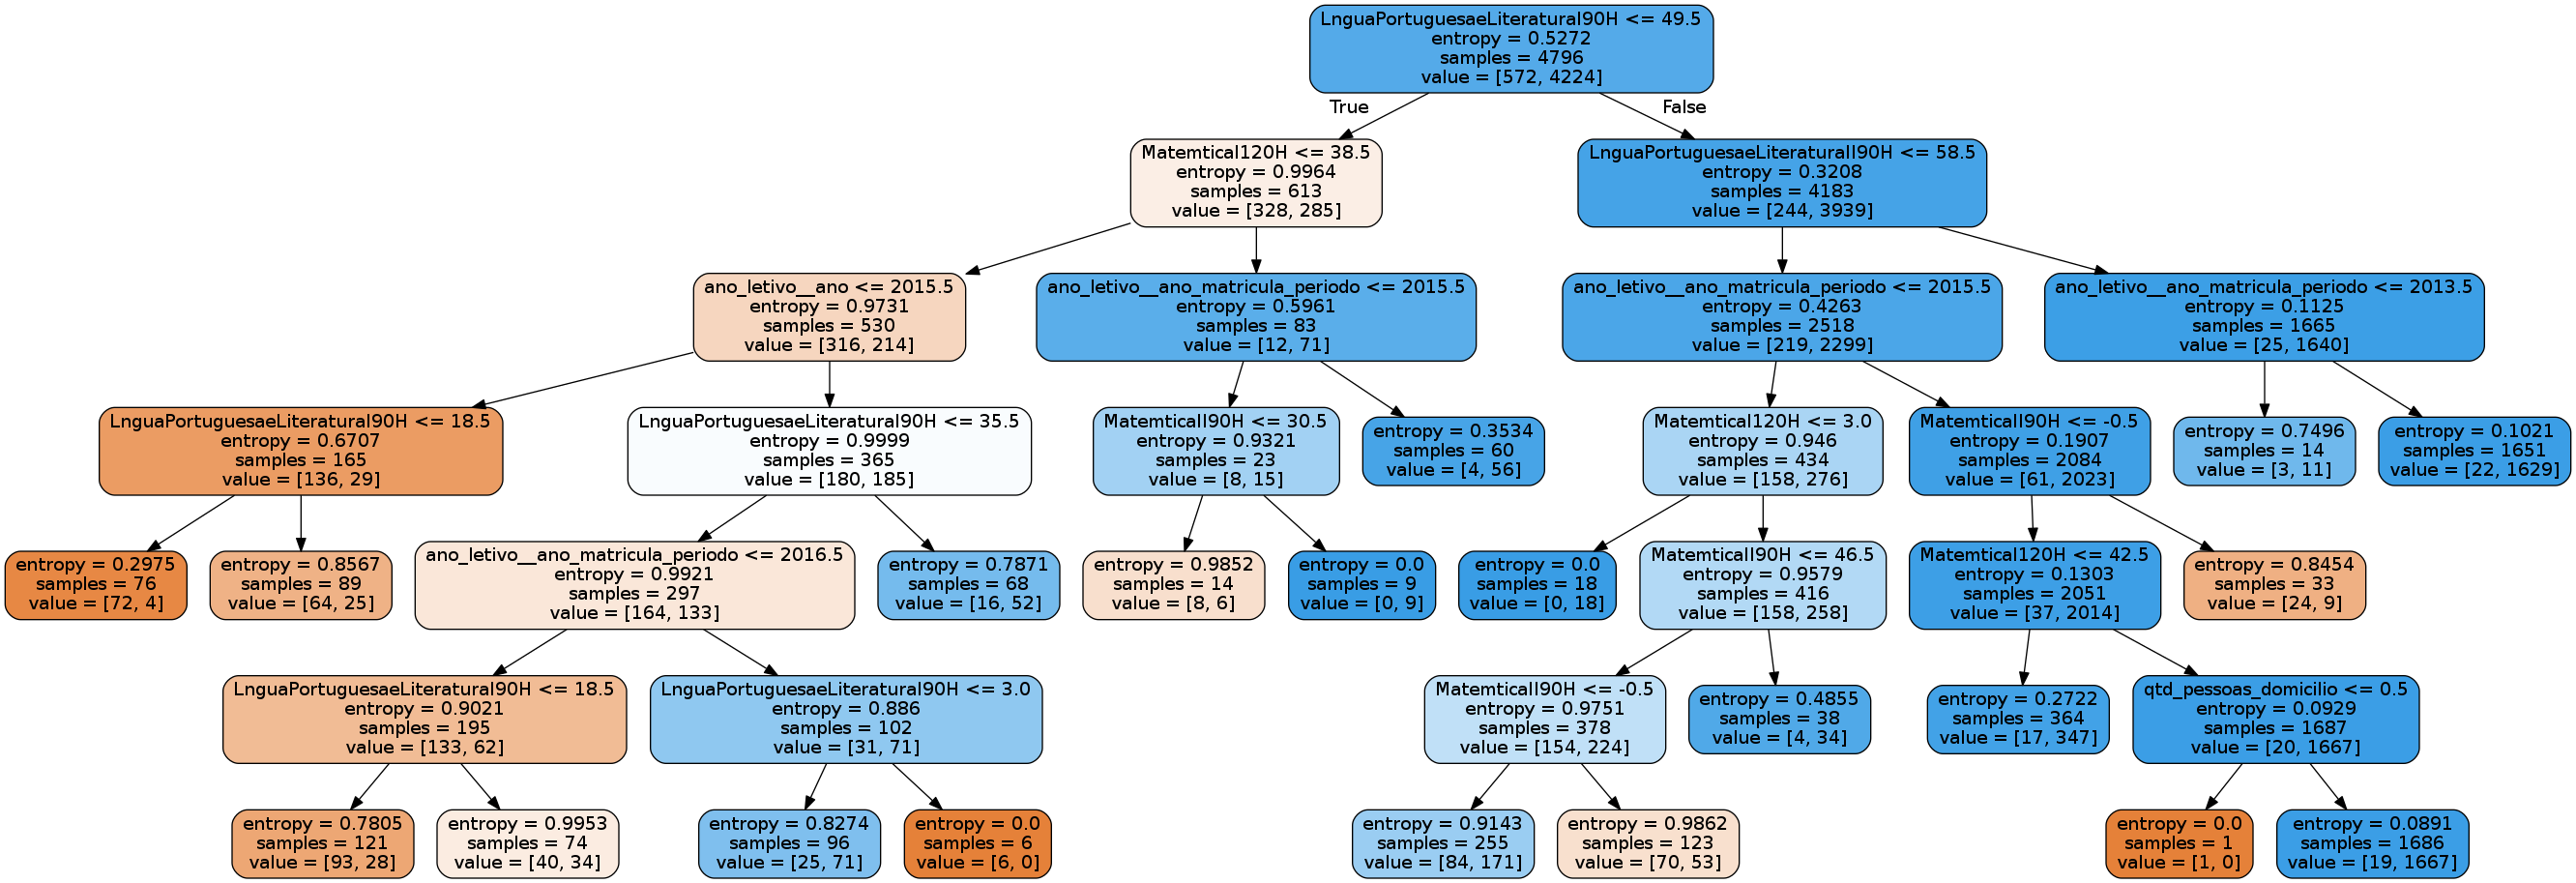 LnguaPortuguesaeLiteraturaI90H <= 49.5
entropy = 0.5272
samples = 4796
value = [572, 4224]
True
False
MatemticaI120H <= 38.5
entropy = 0.9964
samples = 613
value = [328, 285]
LnguaPortuguesaeLiteraturaII90H <= 58.5
entropy = 0.3208
samples = 4183
value = [244, 3939]
ano_letivo__ano <= 2015.5
entropy = 0.9731
samples = 530
value = [316, 214]
ano_letivo__ano_matricula_periodo <= 2015.5
entropy = 0.5961
samples = 83
value = [12, 71]
ano_letivo__ano_matricula_periodo <= 2015.5
entropy = 0.4263
samples = 2518
value = [219, 2299]
ano_letivo__ano_matricula_periodo <= 2013.5
entropy = 0.1125
samples = 1665
value = [25, 1640]
LnguaPortuguesaeLiteraturaI90H <= 18.5
entropy = 0.6707
samples = 165
value = [136, 29]
LnguaPortuguesaeLiteraturaI90H <= 35.5
entropy = 0.9999
samples = 365
value = [180, 185]
MatemticaII90H <= 30.5
entropy = 0.9321
samples = 23
value = [8, 15]
entropy = 0.3534
samples = 60
value = [4, 56]
MatemticaI120H <= 3.0
entropy = 0.946
samples = 434
value = [158, 276]
MatemticaII90H <= -0.5
entropy = 0.1907
samples = 2084
value = [61, 2023]
entropy = 0.7496
samples = 14
value = [3, 11]
entropy = 0.1021
samples = 1651
value = [22, 1629]
entropy = 0.2975
samples = 76
value = [72, 4]
entropy = 0.8567
samples = 89
value = [64, 25]
ano_letivo__ano_matricula_periodo <= 2016.5
entropy = 0.9921
samples = 297
value = [164, 133]
entropy = 0.7871
samples = 68
value = [16, 52]
entropy = 0.9852
samples = 14
value = [8, 6]
entropy = 0.0
samples = 9
value = [0, 9]
entropy = 0.0
samples = 18
value = [0, 18]
MatemticaII90H <= 46.5
entropy = 0.9579
samples = 416
value = [158, 258]
MatemticaI120H <= 42.5
entropy = 0.1303
samples = 2051
value = [37, 2014]
entropy = 0.8454
samples = 33
value = [24, 9]
LnguaPortuguesaeLiteraturaI90H <= 18.5
entropy = 0.9021
samples = 195
value = [133, 62]
LnguaPortuguesaeLiteraturaI90H <= 3.0
entropy = 0.886
samples = 102
value = [31, 71]
MatemticaII90H <= -0.5
entropy = 0.9751
samples = 378
value = [154, 224]
entropy = 0.4855
samples = 38
value = [4, 34]
entropy = 0.2722
samples = 364
value = [17, 347]
qtd_pessoas_domicilio <= 0.5
entropy = 0.0929
samples = 1687
value = [20, 1667]
entropy = 0.7805
samples = 121
value = [93, 28]
entropy = 0.9953
samples = 74
value = [40, 34]
entropy = 0.8274
samples = 96
value = [25, 71]
entropy = 0.0
samples = 6
value = [6, 0]
entropy = 0.9143
samples = 255
value = [84, 171]
entropy = 0.9862
samples = 123
value = [70, 53]
entropy = 0.0
samples = 1
value = [1, 0]
entropy = 0.0891
samples = 1686
value = [19, 1667]